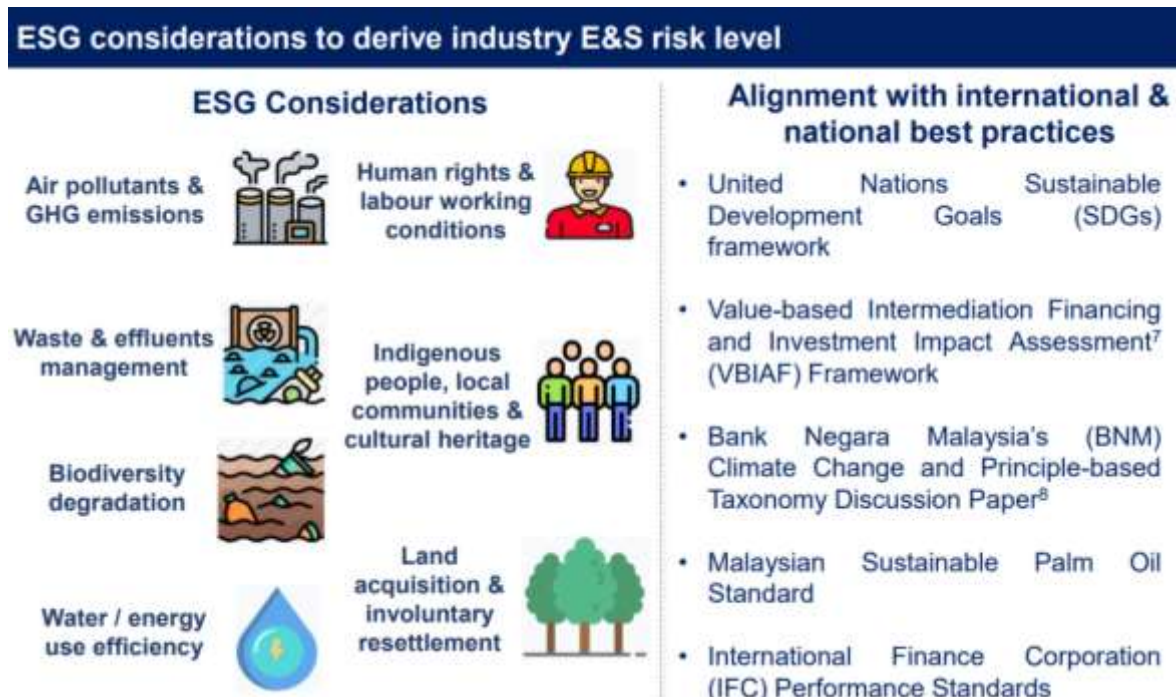 ESG considerations to derive industry E&S risk level
ESG Considerations
Air pollutants &
GHG emissions
Human rights &
labour working
conditions
Waste & effluents
management
Indigenous
people, local
communities &
cultural heritage
Biodiversity
degradation
Land
acquisition &
involuntary
resettlement
Water / energy
use efficiency
Alignment with international &
national best practices
• United Nations Sustainable
Development Goals (SDGs)
framework
• Value-based Intermediation Financing
and Investment Impact Assessment⁷
(VBIAF) Framework
• Bank Negara Malaysia’s (BNM)
Climate Change and Principle-based
Taxonomy Discussion Paper⁸
• Malaysian Sustainable Palm Oil
Standard
• International Finance Corporation
(IFC) Performance Standards